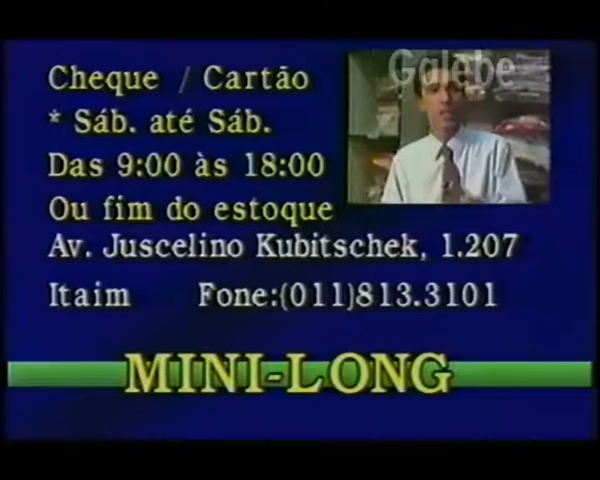 Galebe
Cheque / Cartão
* Sáb. até Sáb.
Das 9:00 às 18:00
Ou fim do estoque
Av. Juscelino Kubitschek, 1.207
Itaim Fone:(011)813.3101
MINI-LONG